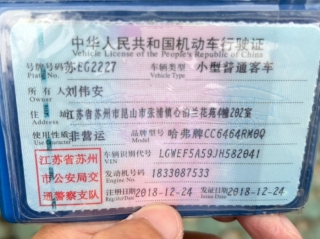 中华人民共和国机动车行驶证
Vehicle License of the People's Republic of China
号牌号码 苏EG2227 车辆类型 小型普通客车
Plate No. Vehicle Type
所有人 刘伟安
Owner
住址 江苏省苏州市昆山市张浦镇心怡兰花苑4幢202室
Address
使用性质 非营运 品牌型号 哈弗牌CC6464RM0Q
Use Character Model
江苏省苏州 车辆识别代号 LGWEF5A59JH582041
VIN
市公安局交 发动机号码 1833087533
Engine No.
通警察支队 注册日期 2018-12-24 发证日期 2018-12-24
Register Date Issue Date